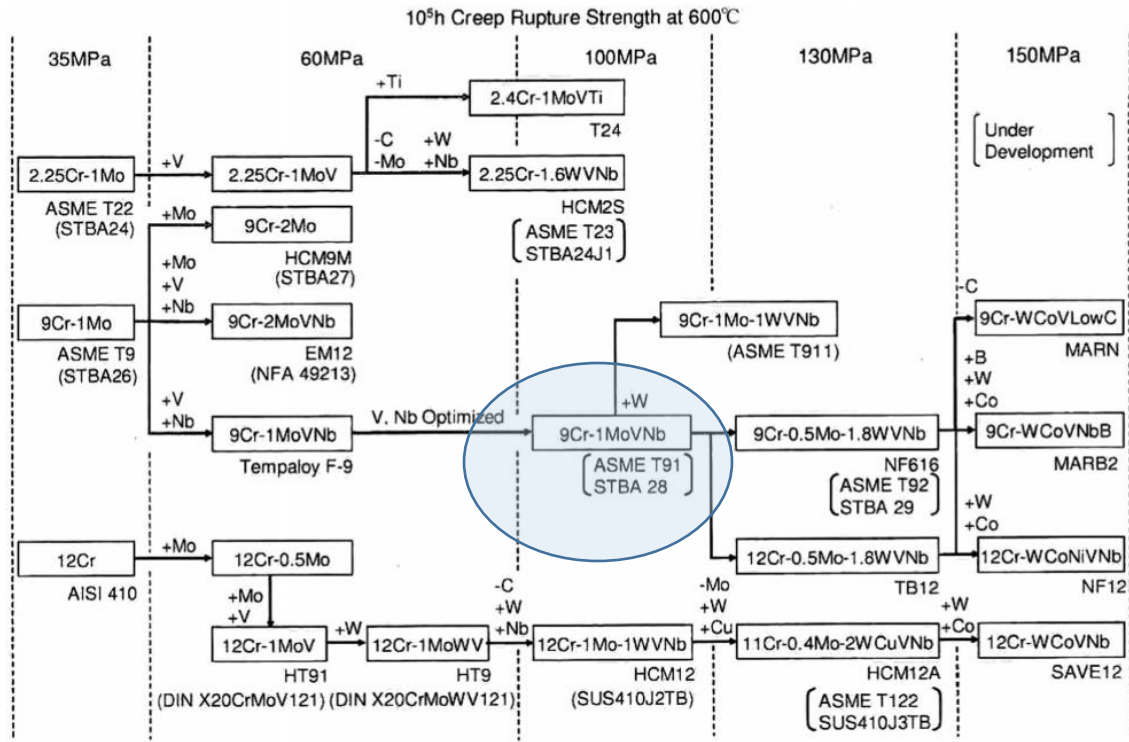 10⁵h Creep Rupture Strength at 600℃
35MPa
60MPa
100MPa
130MPa
150MPa
+Ti
2.4Cr-1MoVTi
T24
Under
Development
-C +W
-Mo +Nb
+V
2.25Cr-1Mo
2.25Cr-1MoV
2.25Cr-1.6WVNb
ASME T22
(STBA24)
HCM2S
ASME T23
STBA24J1
+Mo
9Cr-2Mo
HCM9M
(STBA27)
+Mo
+V
+Nb
9Cr-1Mo
9Cr-2MoVNb
9Cr-1Mo-1WVNb
-C
9Cr-WCoVLowC
ASME T9
(STBA26)
EM12
(NFA 49213)
(ASME T911)
MARN
+V
+Nb
V. Nb Optimized
+W
+B
+W
+Co
9Cr-1MoVNb
9Cr-1MoVNb
9Cr-0.5Mo-1.8WVNb
9Cr-WCoVNbB
Tempaloy F-9
ASME T91
STBA 28
NF616
ASME T92
STBA 29
MARB2
+W
+Co
12Cr
+Mo
12Cr-0.5Mo
12Cr-0.5Mo-1.8WVNb
12Cr-WCoNiVNb
AISI 410
TB12
NF12
+Mo
+V
+W
-C
+W
+Nb
-Mo
+W
+Cu
+W
+Co
12Cr-1MoV
12Cr-1MoWV
12Cr-1Mo-1WVNb
11Cr-0.4Mo-2WCuVNb
12Cr-WCoVNb
HT91
(DIN X20CrMoV121)
HT9
(DIN X20CrMoWV121)
HCM12
(SUS410J2TB)
HCM12A
ASME T122
SUS410J3TB
SAVE12